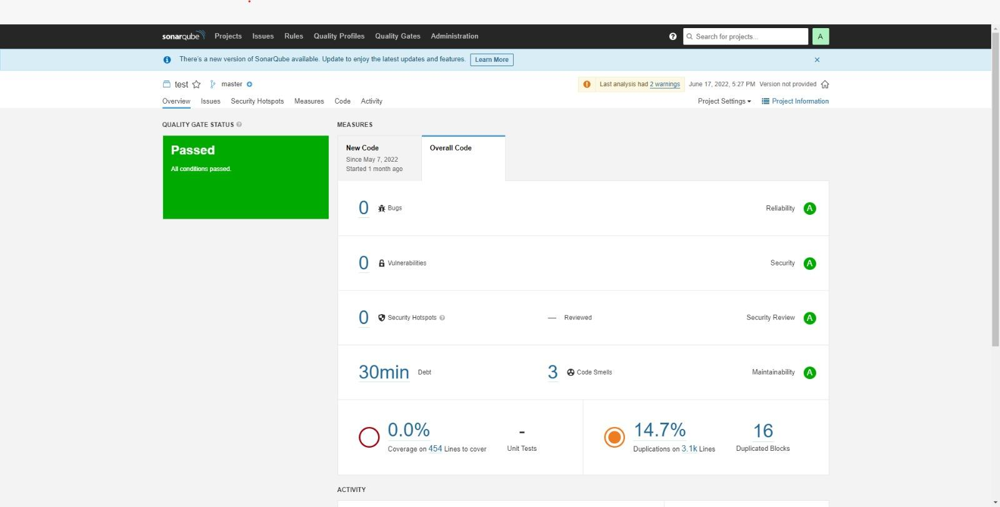 sonarqube Projects Issues Rules Quality Profiles Quality Gates Administration ? Search for projects... A
There's a new version of SonarQube available. Update to enjoy the latest updates and features. Learn More
test master Last analysis had 2 warnings June 17, 2022, 5:27 PM Version not provided
Overview Issues Security Hotspots Measures Code Activity Project Settings Project Information
QUALITY GATE STATUS ?
Passed
All conditions passed.
MEASURES
New Code
Since May 7, 2022
Started 1 month ago
Overall Code
0 Bugs Reliability A
0 Vulnerabilities Security A
0 Security Hotspots ? — Reviewed Security Review A
30min Debt 3 Code Smells Maintainability A
0.0%
Coverage on 454 Lines to cover
-
Unit Tests
14.7%
Duplications on 3.1k Lines
16
Duplicated Blocks
ACTIVITY